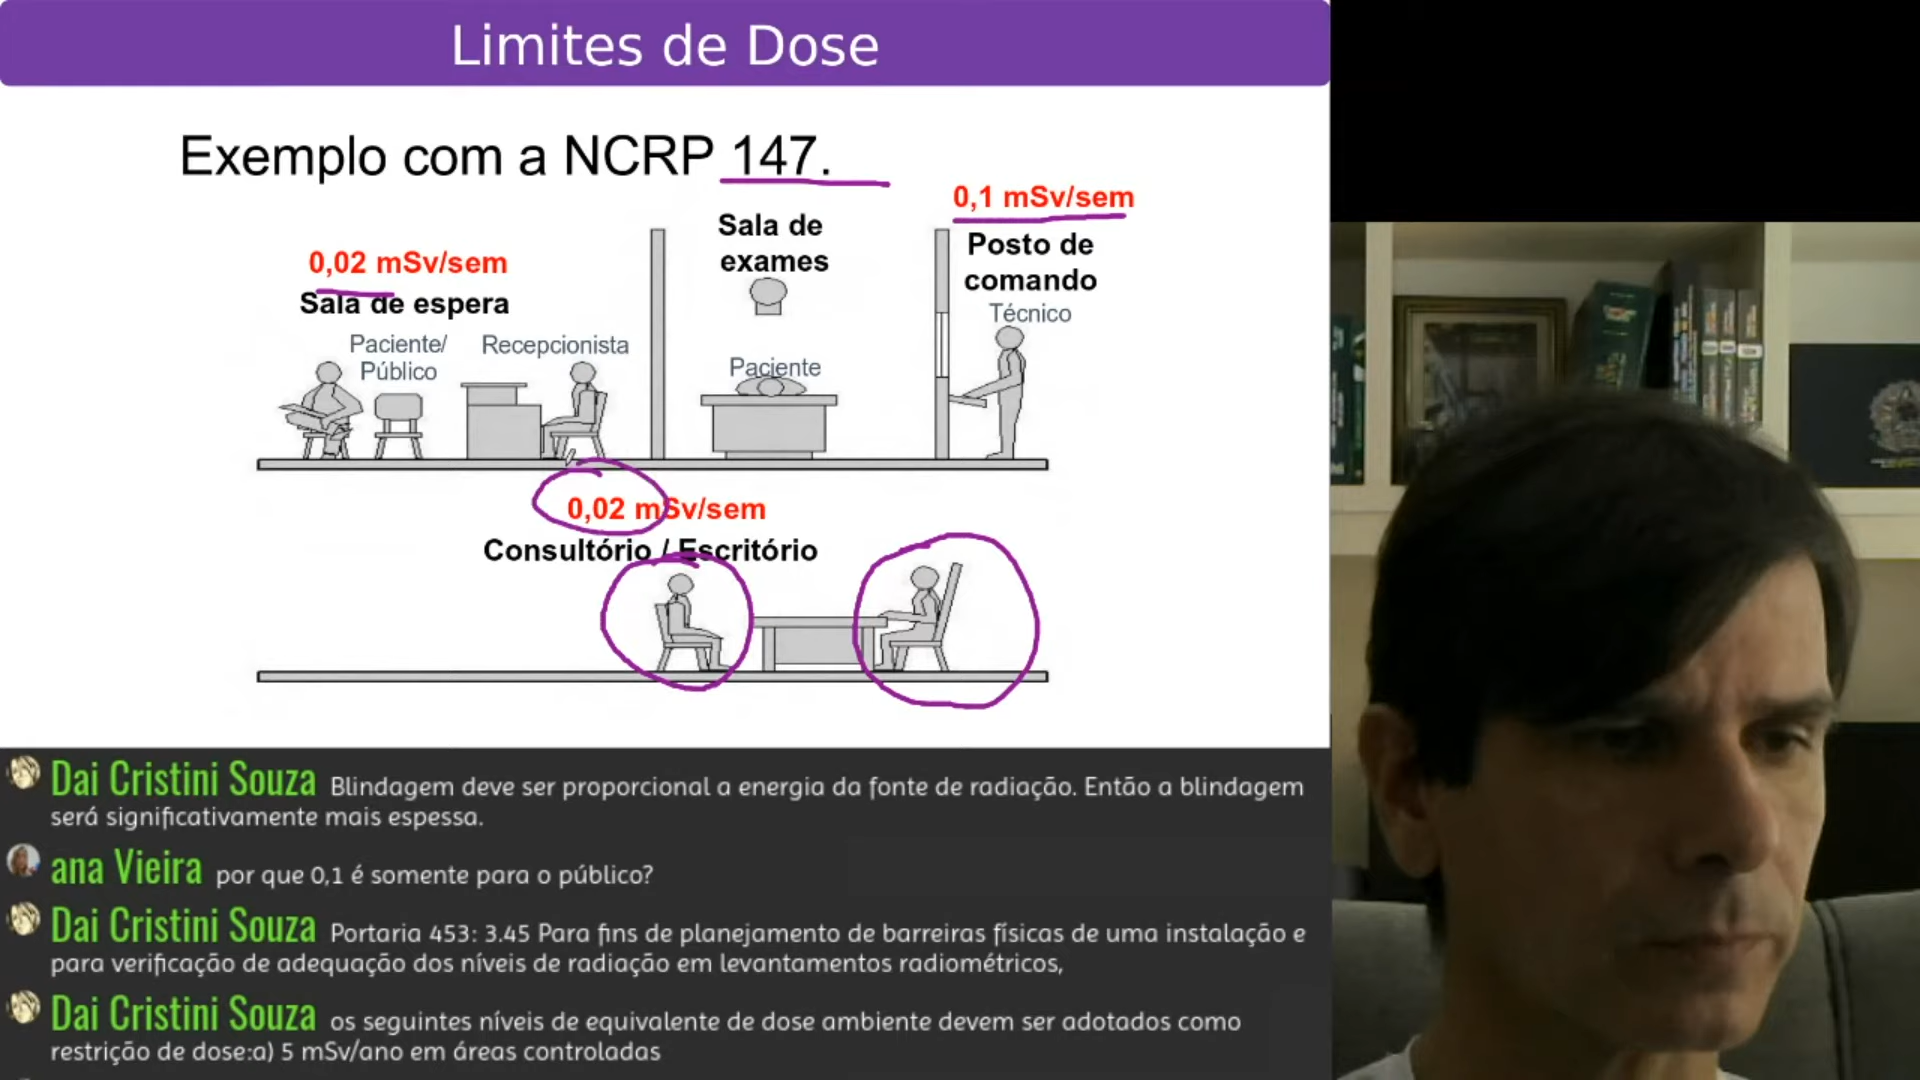 Limites de Dose
Exemplo com a NCRP 147.
0,1 mSv/sem
Sala de
exames
Posto de
comando
Técnico
0,02 mSv/sem
Sala de espera
Paciente/
Público
Recepcionista
Paciente
0,02 mSv/sem
Consultório / Escritório
Dai Cristini Souza Blindagem deve ser proporcional a energia da fonte de radiação. Então a blindagem
será significativamente mais espessa.
ana Vieira por que 0,1 é somente para o público?
Dai Cristini Souza Portaria 453: 3.45 Para fins de planejamento de barreiras físicas de uma instalação e
para verificação de adequação dos níveis de radiação em levantamentos radiométricos,
Dai Cristini Souza os seguintes níveis de equivalente de dose ambiente devem ser adotados como
restrição de dose:a) 5 mSv/ano em áreas controladas